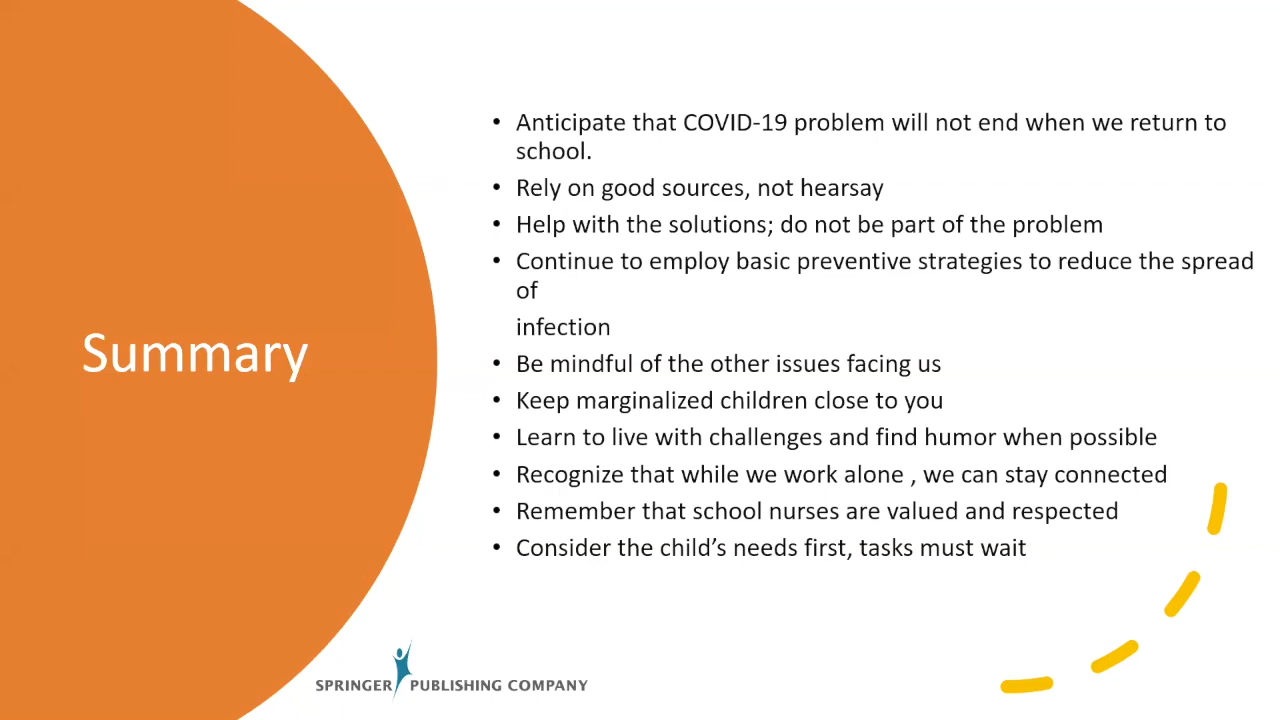 Summary
• Anticipate that COVID-19 problem will not end when we return to
school.
• Rely on good sources, not hearsay
• Help with the solutions; do not be part of the problem
• Continue to employ basic preventive strategies to reduce the spread
of
infection
• Be mindful of the other issues facing us
• Keep marginalized children close to you
• Learn to live with challenges and find humor when possible
• Recognize that while we work alone , we can stay connected
• Remember that school nurses are valued and respected
• Consider the child’s needs first, tasks must wait
SPRINGER PUBLISHING COMPANY